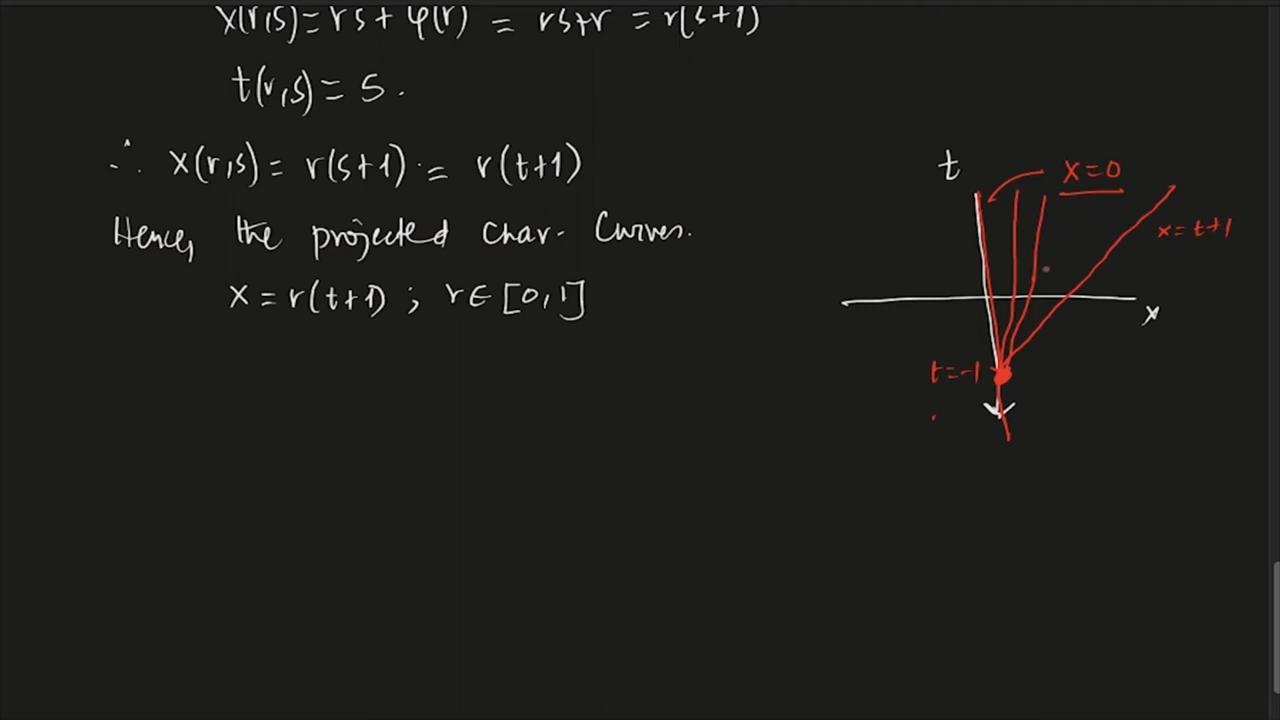 x(r,s) = rs + φ(r) = rs+r = r(s+1)
t(r,s) = s.
∴ x(r,s) = r(s+1) = r(t+1)
Hence, the projected char. curves.
x = r(t+1) ; r ∈ [0,1]
t
x=0
x=t+1
x
t=-1